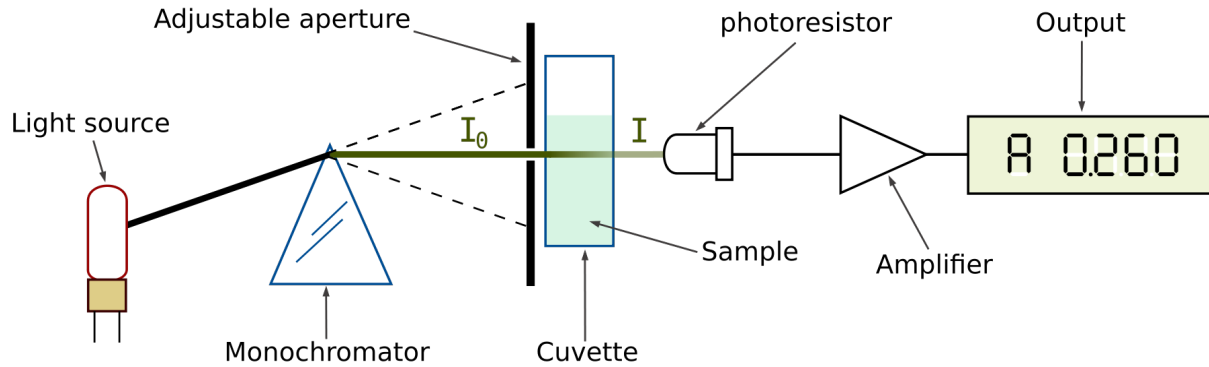 Adjustable aperture
photoresistor
Output
Light source
I₀
I
A 0.260
Sample
Amplifier
Monochromator
Cuvette